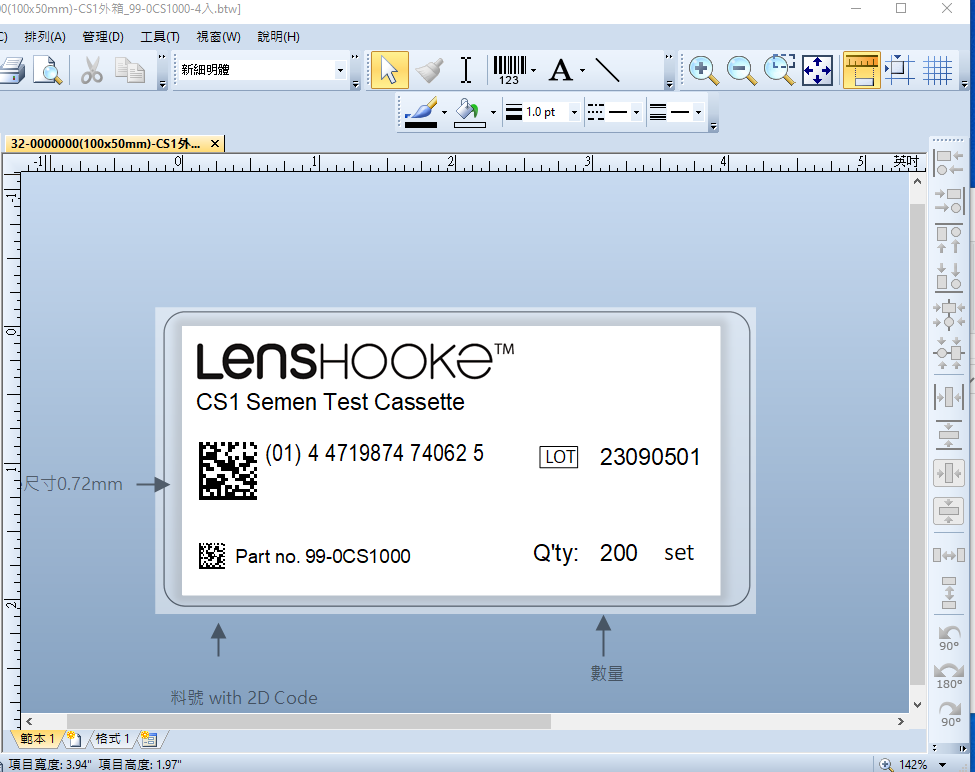 00(100x50mm)-CS1外箱_99-0CS1000-4入.btw]
C) 排列(A) 管理(D) 工具(T) 視窗(W) 說明(H)
新細明體
123 A
1.0 pt
32-0000000(100x50mm)-CS1外...
-1 0 1 2 3 4 5 英吋
-1
0
1
2
LENSHOOKE™
CS1 Semen Test Cassette
(01) 4 4719874 74062 5
LOT 23090501
尺寸0.72mm
Part no. 99-0CS1000
Q'ty: 200 set
數量
料號 with 2D Code
90°
180°
90°
範本 1 格式 1
項目寬度: 3.94" 項目高度: 1.97"
142%